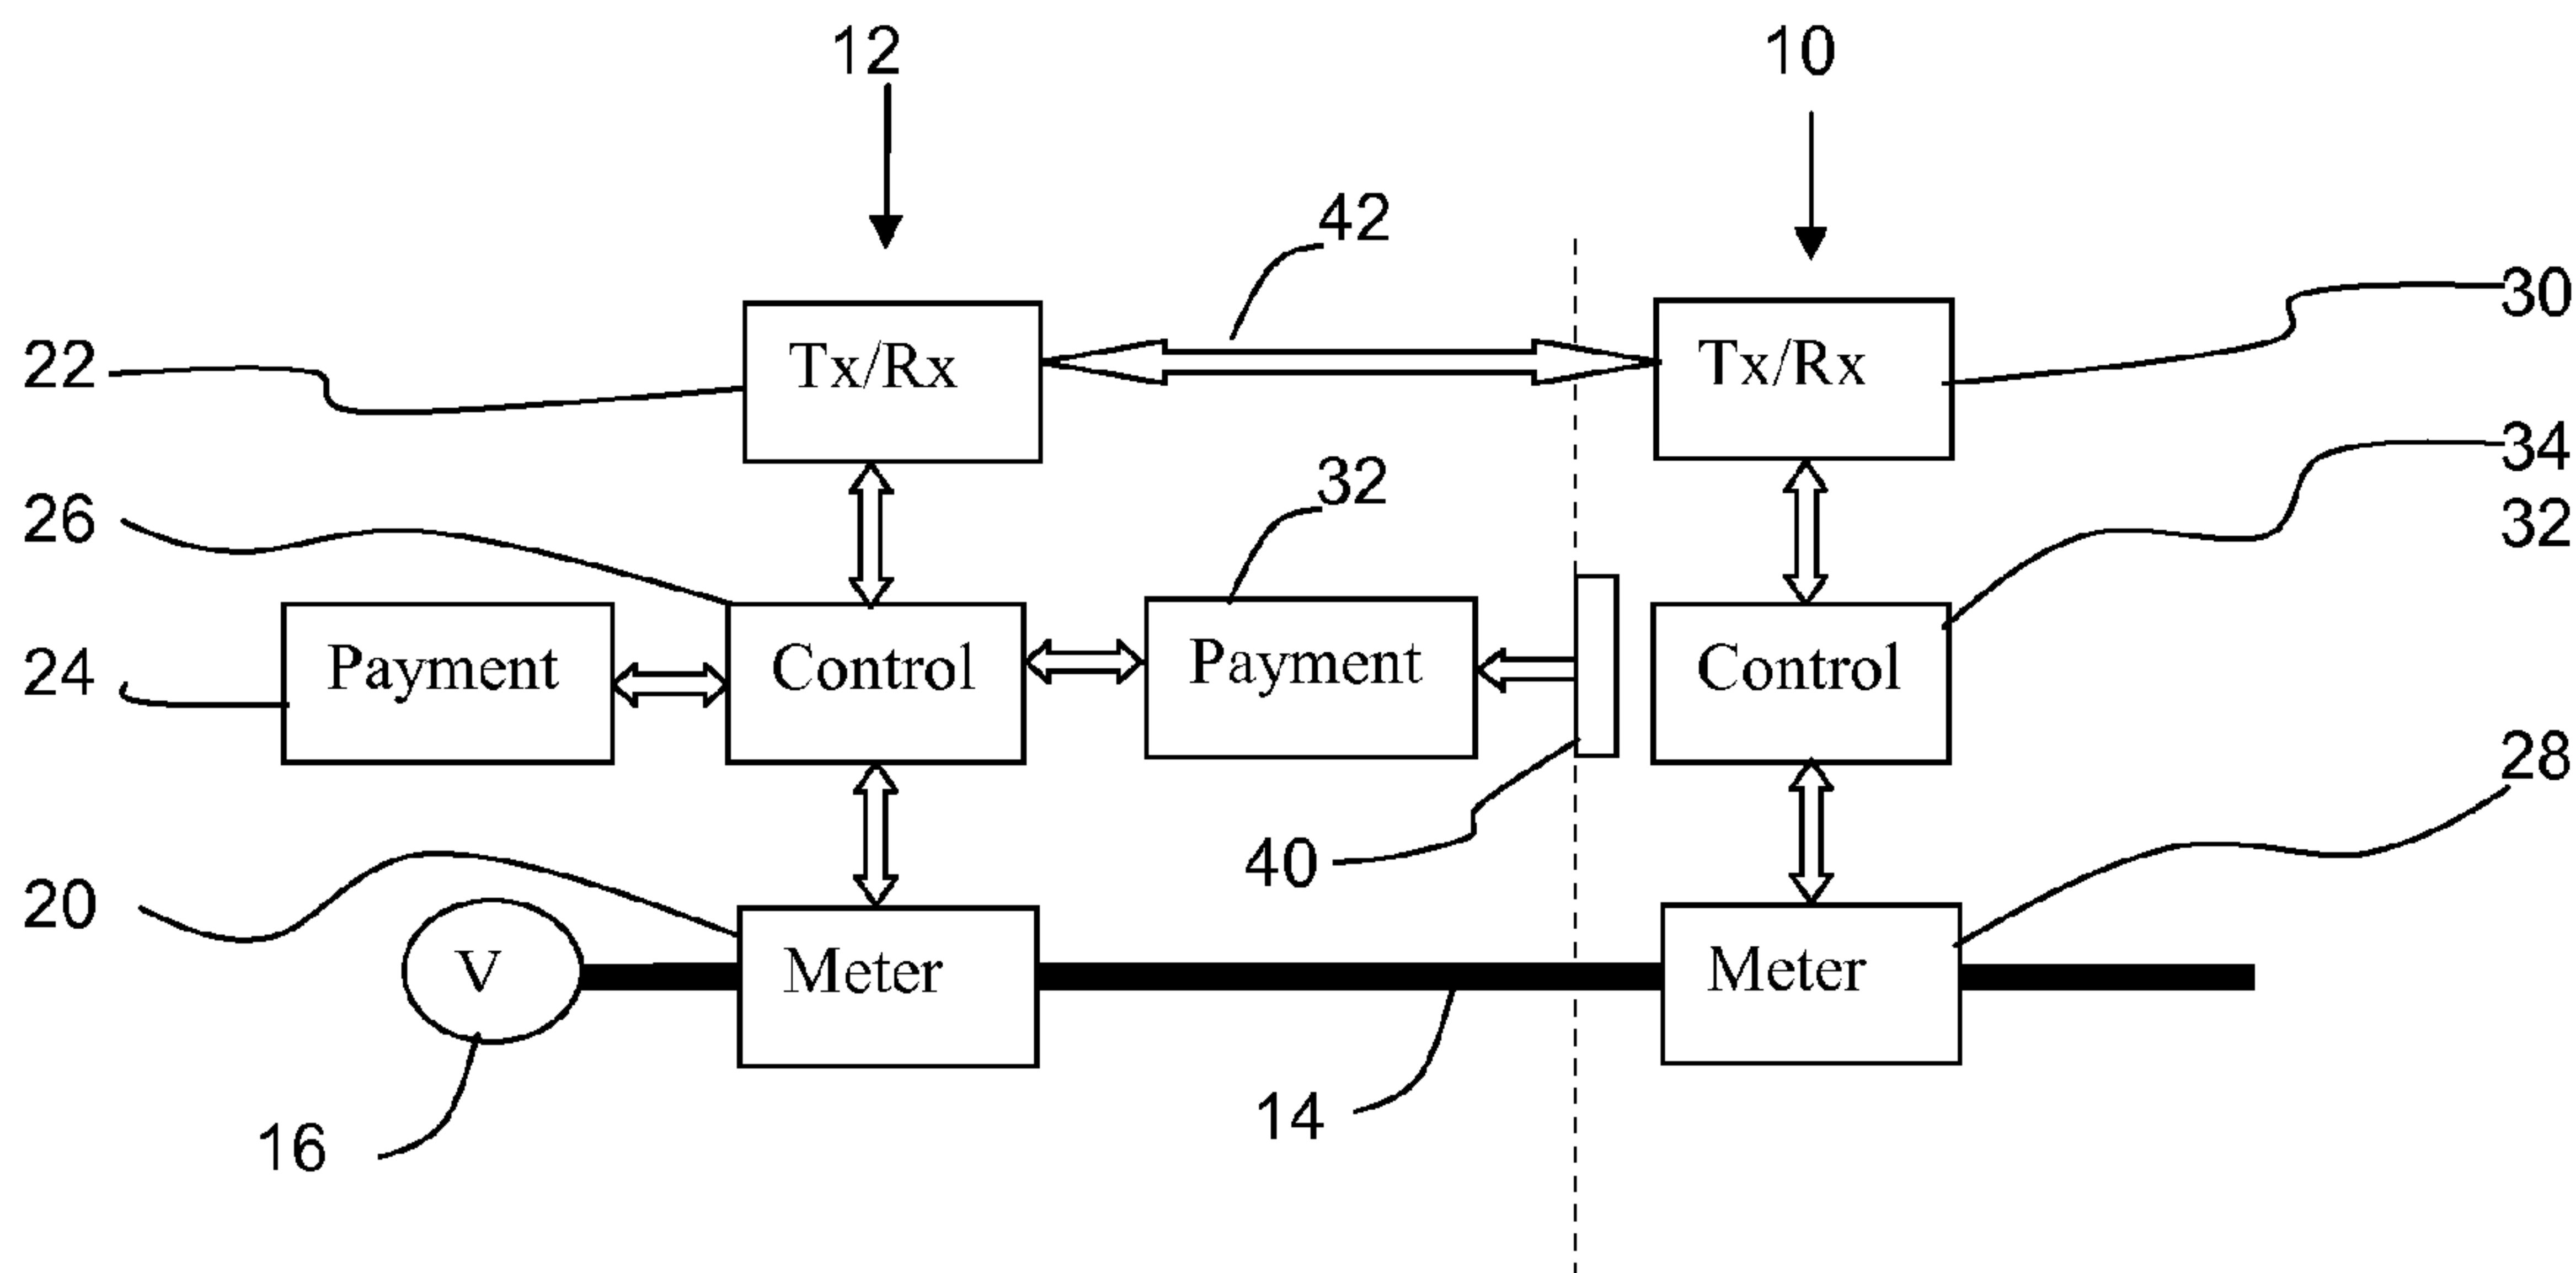 12
10
42
30
22
Tx/Rx
Tx/Rx
34
32
26
32
24
Payment
Control
Payment
Control
28
40
20
V
Meter
Meter
14
16